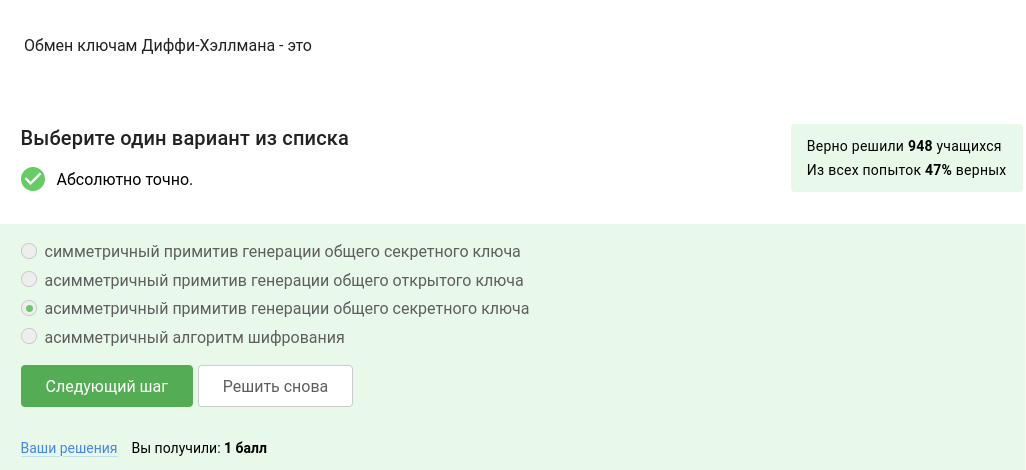 Обмен ключам Диффи-Хэллмана - это
Выберите один вариант из списка
Абсолютно точно.
Верно решили 948 учащихся
Из всех попыток 47% верных
симметричный примитив генерации общего секретного ключа
асимметричный примитив генерации общего открытого ключа
асимметричный примитив генерации общего секретного ключа
асимметричный алгоритм шифрования
Следующий шаг
Решить снова
Ваши решения Вы получили: 1 балл